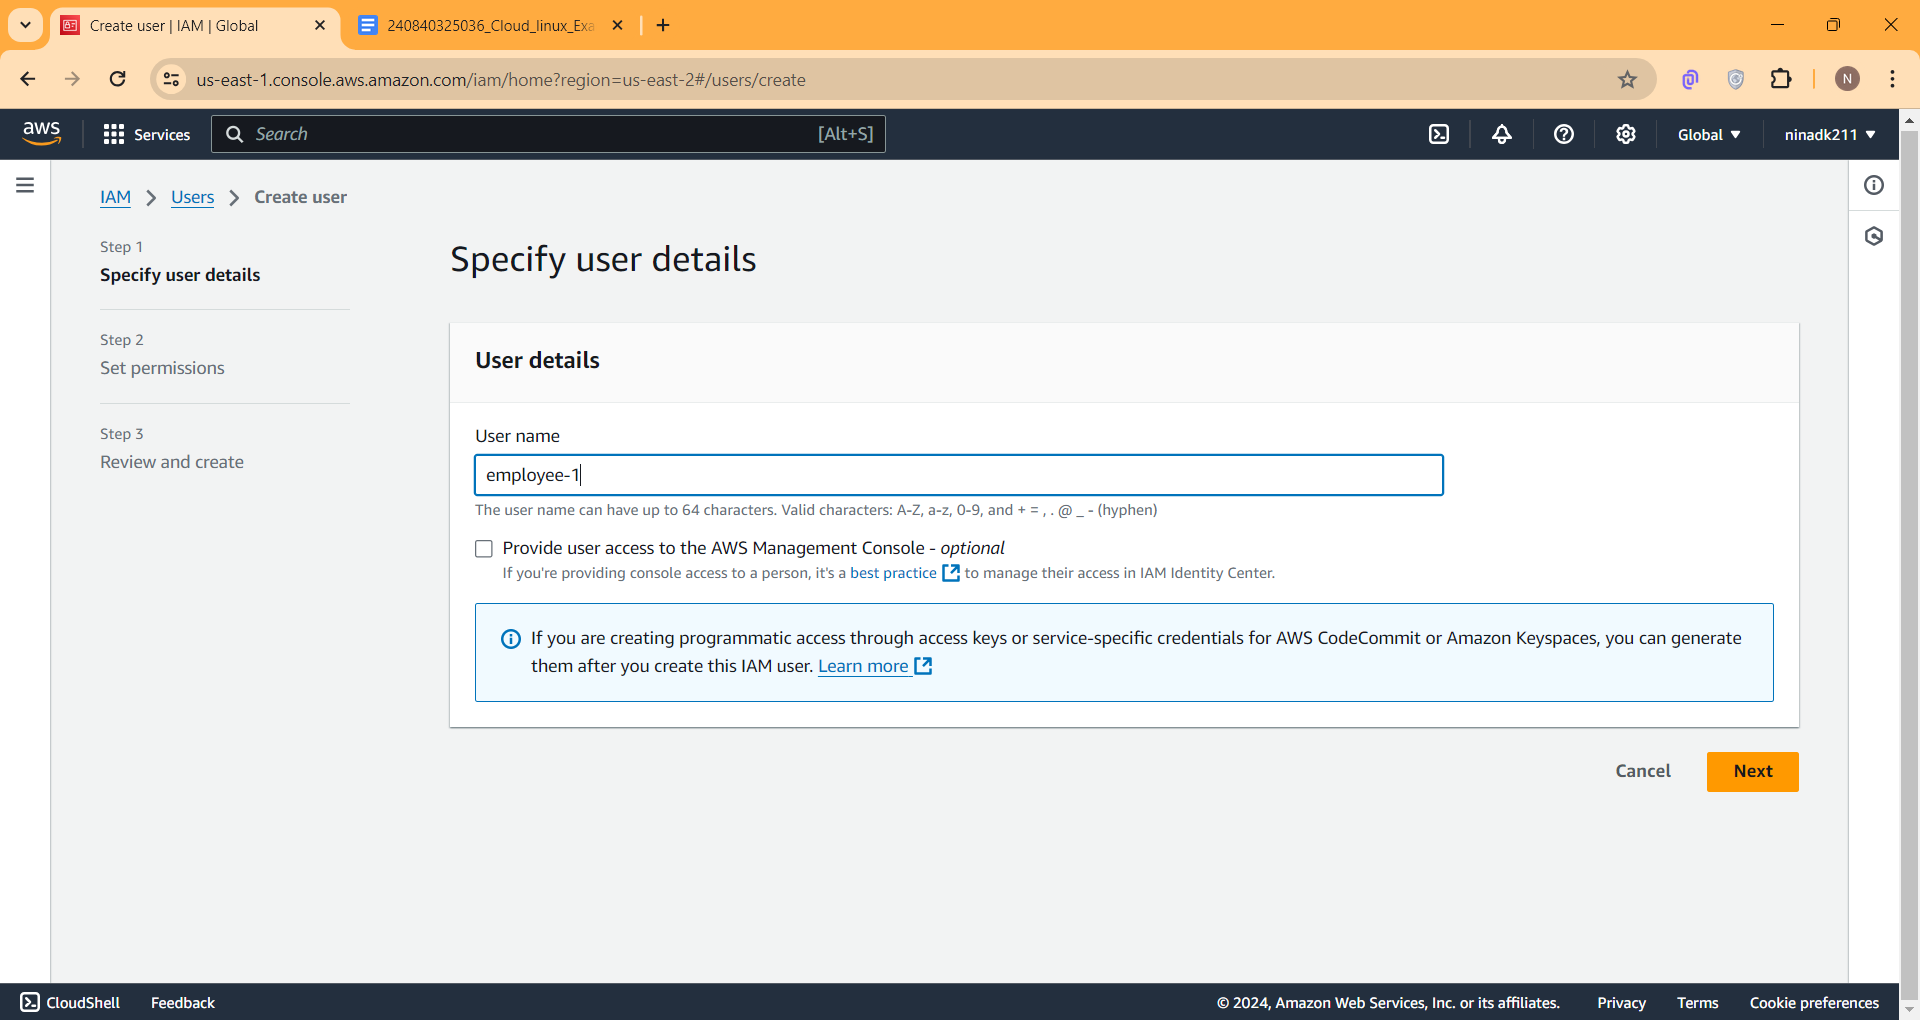 Create user | IAM | Global
240840325036_Cloud_linux_Exa
us-east-1.console.aws.amazon.com/iam/home?region=us-east-2#/users/create
N
aws
Services
Search
[Alt+S]
Global
ninadk211
IAM
Users
Create user
Step 1
Specify user details
Step 2
Set permissions
Step 3
Review and create
Specify user details
User details
User name
employee-1
The user name can have up to 64 characters. Valid characters: A-Z, a-z, 0-9, and + = , . @ _ - (hyphen)
Provide user access to the AWS Management Console - optional
If you're providing console access to a person, it's a best practice to manage their access in IAM Identity Center.
If you are creating programmatic access through access keys or service-specific credentials for AWS CodeCommit or Amazon Keyspaces, you can generate
them after you create this IAM user. Learn more
Cancel
Next
CloudShell
Feedback
© 2024, Amazon Web Services, Inc. or its affiliates.
Privacy
Terms
Cookie preferences